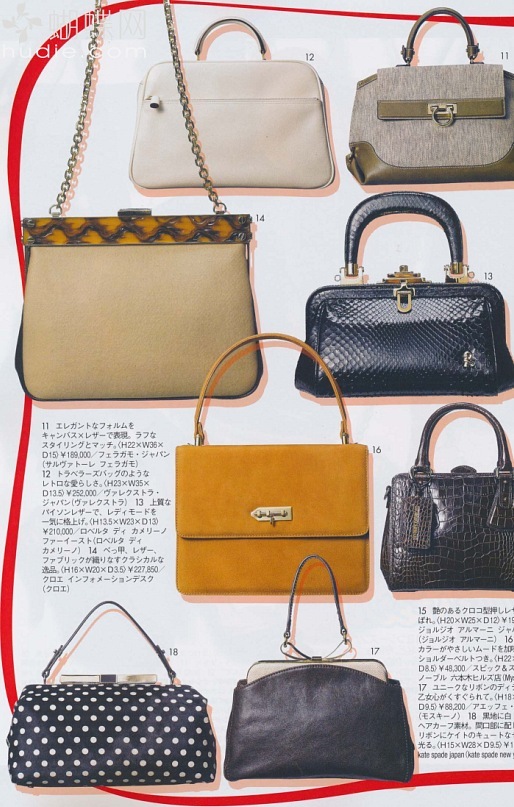 蝴蝶网
hudie.com
12
11
14
13
11 エレガントなフォルムを
キャンバス×レザーで表現。ラフな
スタイリングとマッチ。(H22×W36×
D15)¥189,000/フェラガモ・ジャパン
(サルヴァトーレ フェラガモ)
12 トラベラーズバッグのような
レトロな愛らしさ。(H23×W35×
D13.5)¥252,000/ヴァレクストラ・
ジャパン(ヴァレクストラ) 13 上質な
パイソンレザーで、レディモードを
一気に格上げ。(H13.5×W23×D13)
¥210,000/ロベルタ ディ カメリーノ
ファーイースト(ロベルタ ディ
カメリーノ) 14 べっ甲、レザー、
ファブリックが織りなすクラシカルな
逸品。(H16×W20×D3.5)¥227,850/
クロエ インフォメーションデスク
(クロエ)
16
15 艶のあるクロコ型押しレザ
ばれ。(H20×W25×D12)¥19
ジョルジオ アルマーニ ジャパ
(ジョルジオ アルマーニ) 16
カラーがやさしいムードを加
ショルダーベルトつき。(H22×
D8.5)¥48,300/スピック&ス
ノーブル 六本木ヒルズ店(Mys
17 ユニークなリボンのディテ
乙女心がくすぐられて。(H18×
D9.5)¥88,200/アエッフェ・
(モスキーノ) 18 黒地に白
ヘアカーフ素材。開口部に配し
リボンにケイトのキュートな
光る。(H15×W28×D9.5)¥1
kate spade japan(kate spade new y
18
17